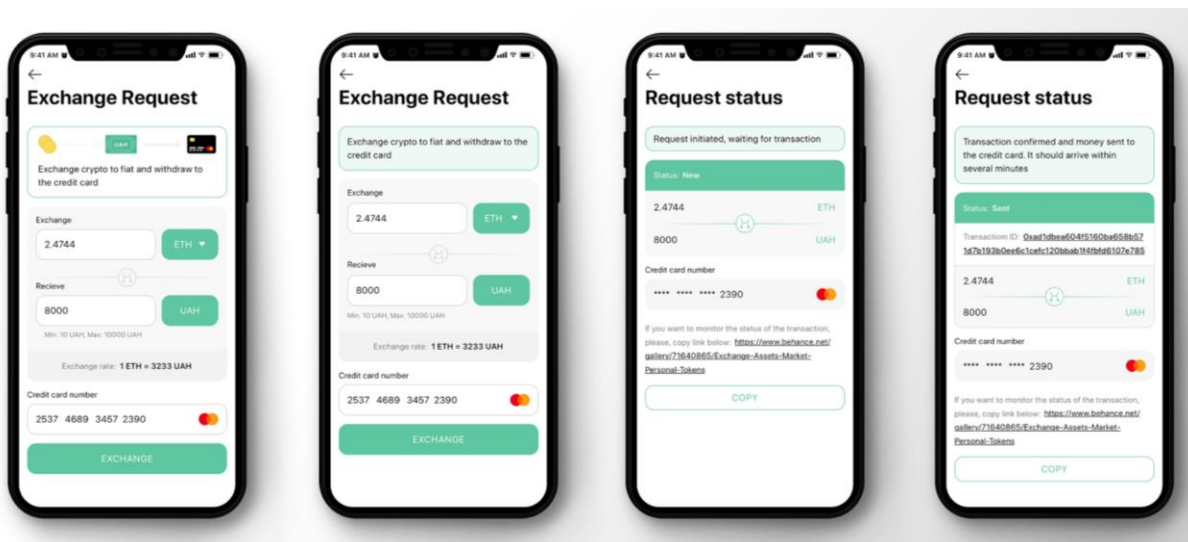 9:41 AM
Exchange Request
UAH
Exchange crypto to fiat and withdraw to
the credit card
Exchange
2.4744
ETH
Recieve
8000
UAH
Min: 10 UAH, Max: 10000 UAH
Exchange rate: 1 ETH = 3233 UAH
Credit card number
2537 4689 3457 2390
EXCHANGE
9:41 AM
Exchange Request
Exchange crypto to fiat and withdraw to the
credit card
Exchange
2.4744
ETH
Recieve
8000
UAH
Min: 10 UAH, Max: 10000 UAH
Exchange rate: 1 ETH = 3233 UAH
Credit card number
2537 4689 3457 2390
EXCHANGE
9:41 AM
Request status
Request initiated, waiting for transaction
Status: New
2.4744 ETH
8000 UAH
Credit card number
**** **** **** 2390
If you want to monitor the status of the transaction,
please, copy link below: https://www.behance.net/
gallery/71640865/Exchange-Assets-Market-
Personal-Tokens
COPY
9:41 AM
Request status
Transaction confirmed and money sent to
the credit card. It should arrive within
several minutes
Status: Sent
Transaction ID: 0xad1dbea604f5160ba658b57
1d7b193b0ee6c1cefc120bbab1f4fbfd6107e785
2.4744 ETH
8000 UAH
Credit card number
**** **** **** 2390
If you want to monitor the status of the transaction,
please, copy link below: https://www.behance.net/
gallery/71640865/Exchange-Assets-Market-
Personal-Tokens
COPY